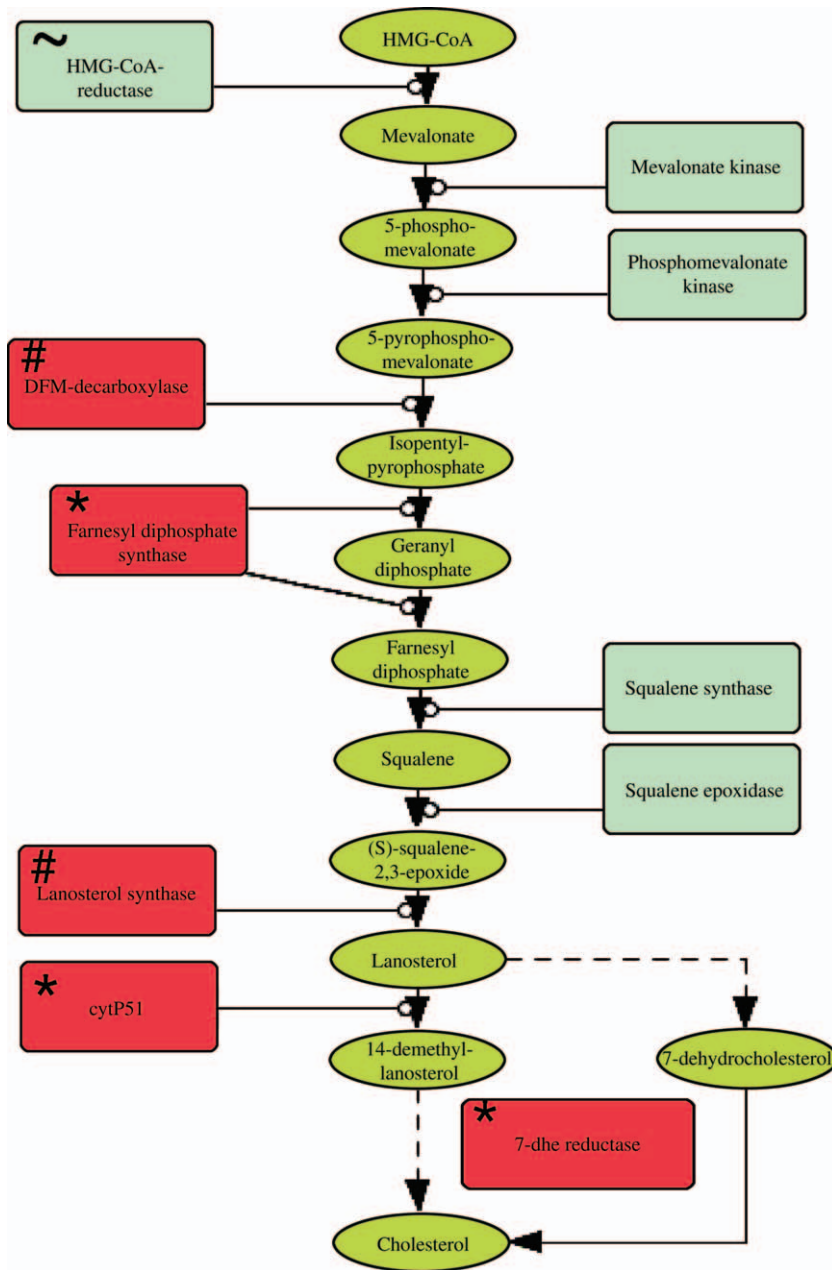 ~
HMG-CoA-
reductase
HMG-CoA
Mevalonate
Mevalonate kinase
5-phospho-
mevalonate
Phosphomevalonate
kinase
5-pyrophospho-
mevalonate
#
DFM-decarboxylase
Isopentyl-
pyrophosphate
*
Farnesyl diphosphate
synthase
Geranyl
diphosphate
Farnesyl
diphosphate
Squalene synthase
Squalene
Squalene epoxidase
(S)-squalene-
2,3-epoxide
#
Lanosterol synthase
Lanosterol
*
cytP51
14-demethyl-
lanosterol
7-dehydrocholesterol
*
7-dhe reductase
Cholesterol